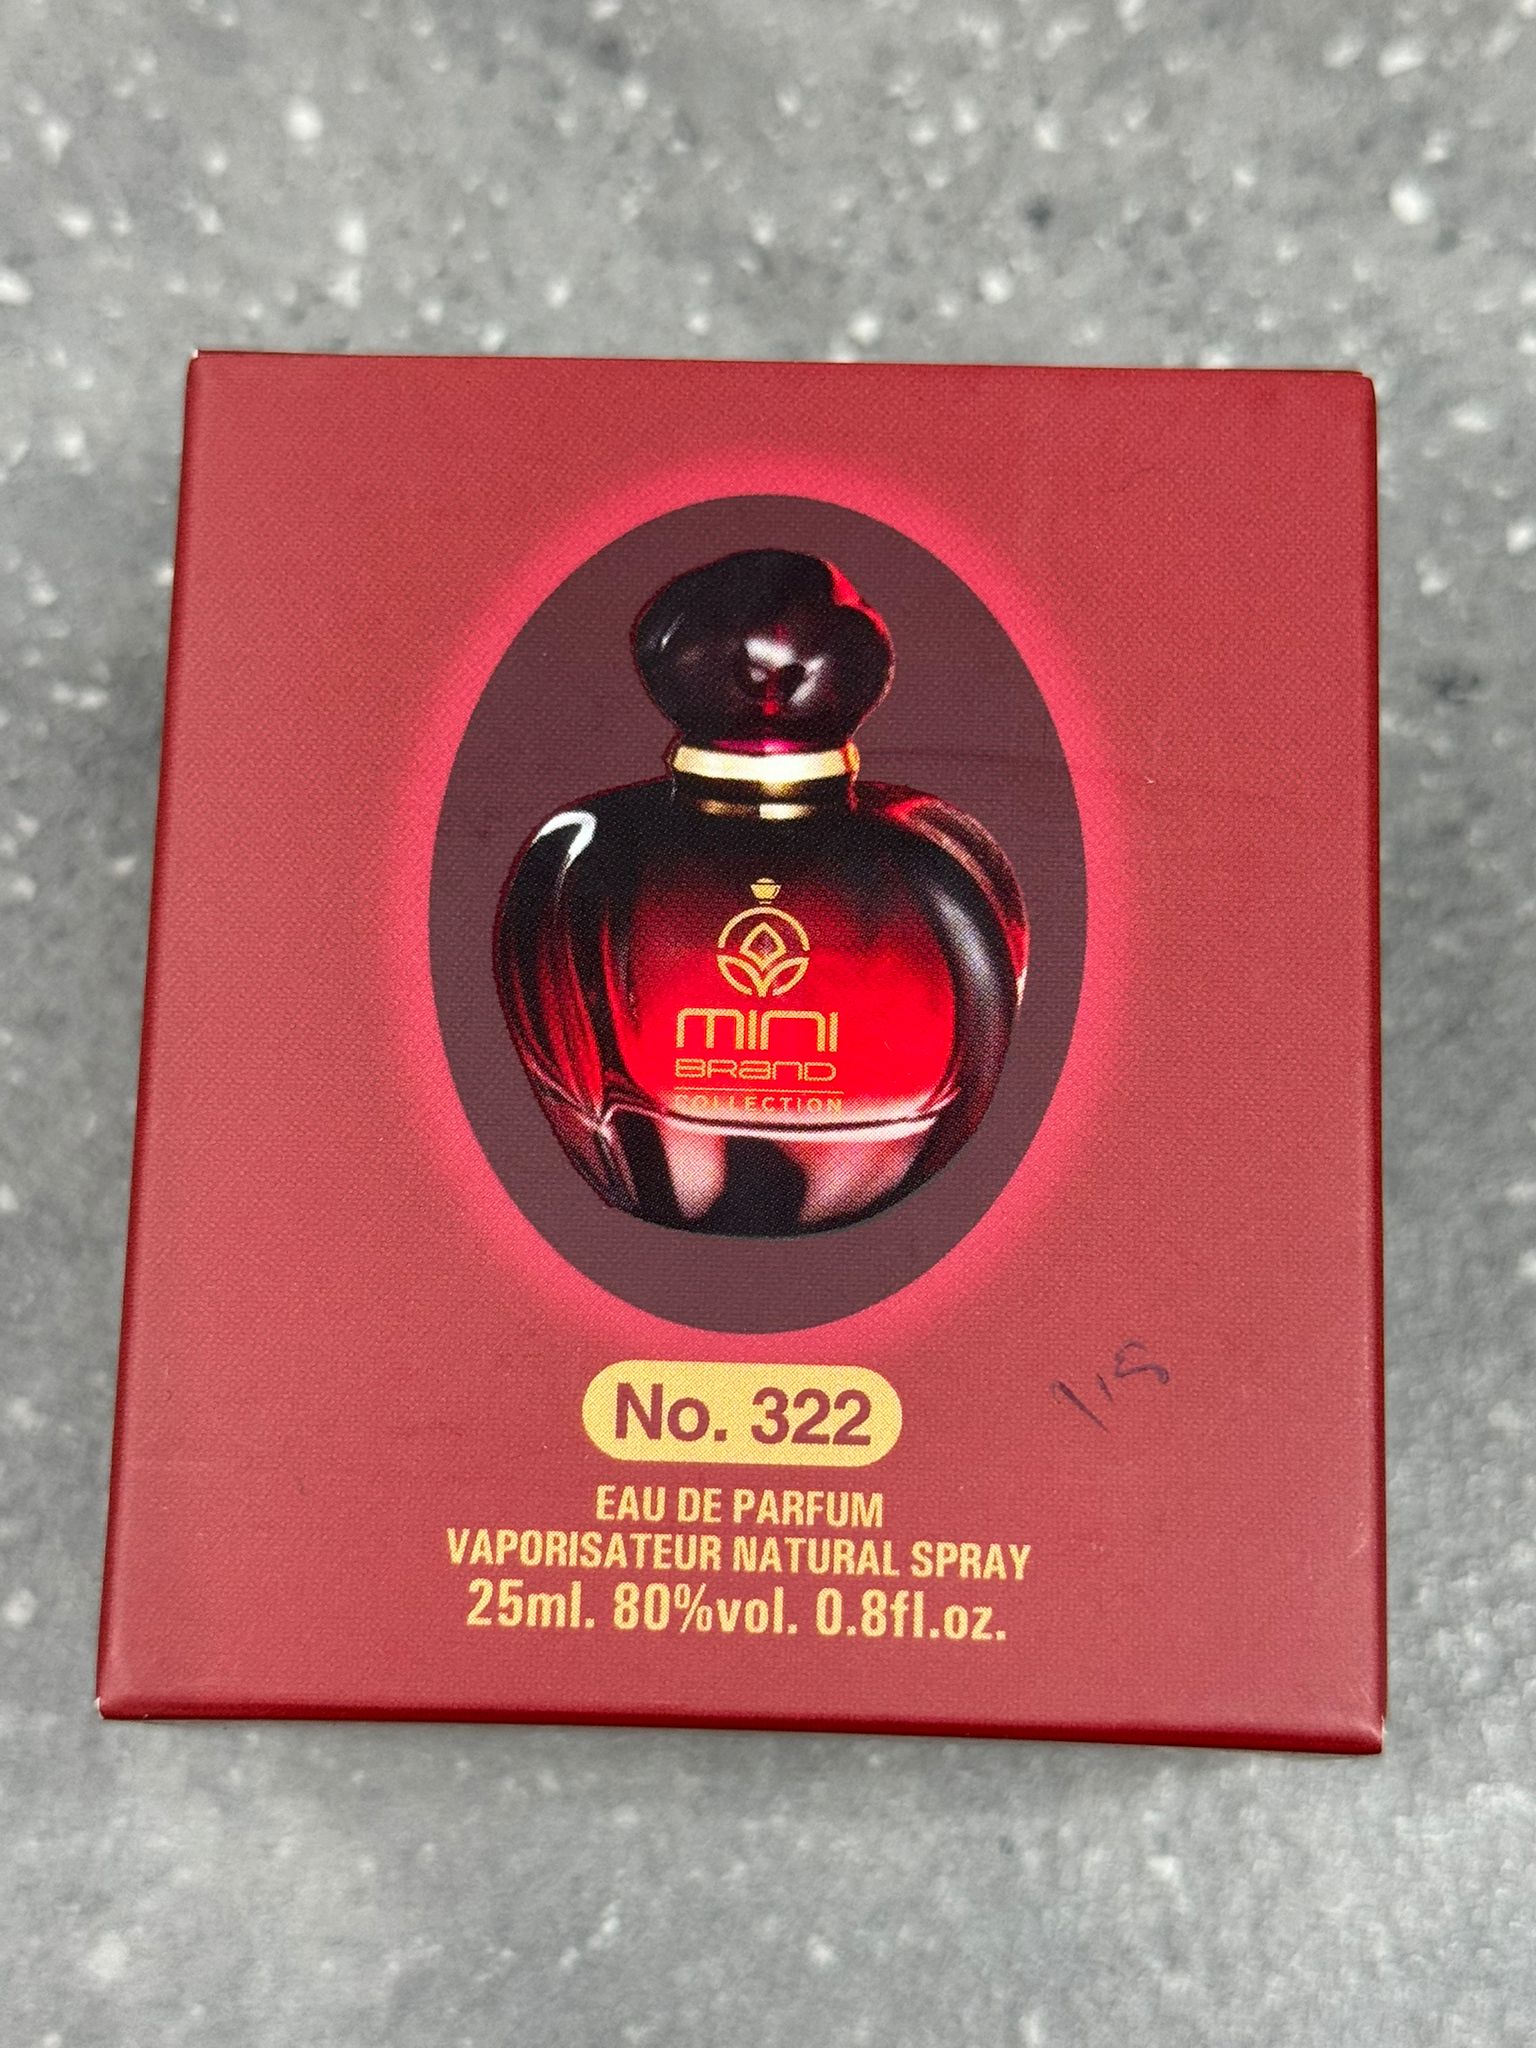 mini
BRAND
COLLECTION
No. 322
EAU DE PARFUM
VAPORISATEUR NATURAL SPRAY
25ml. 80%vol. 0.8fl.oz.